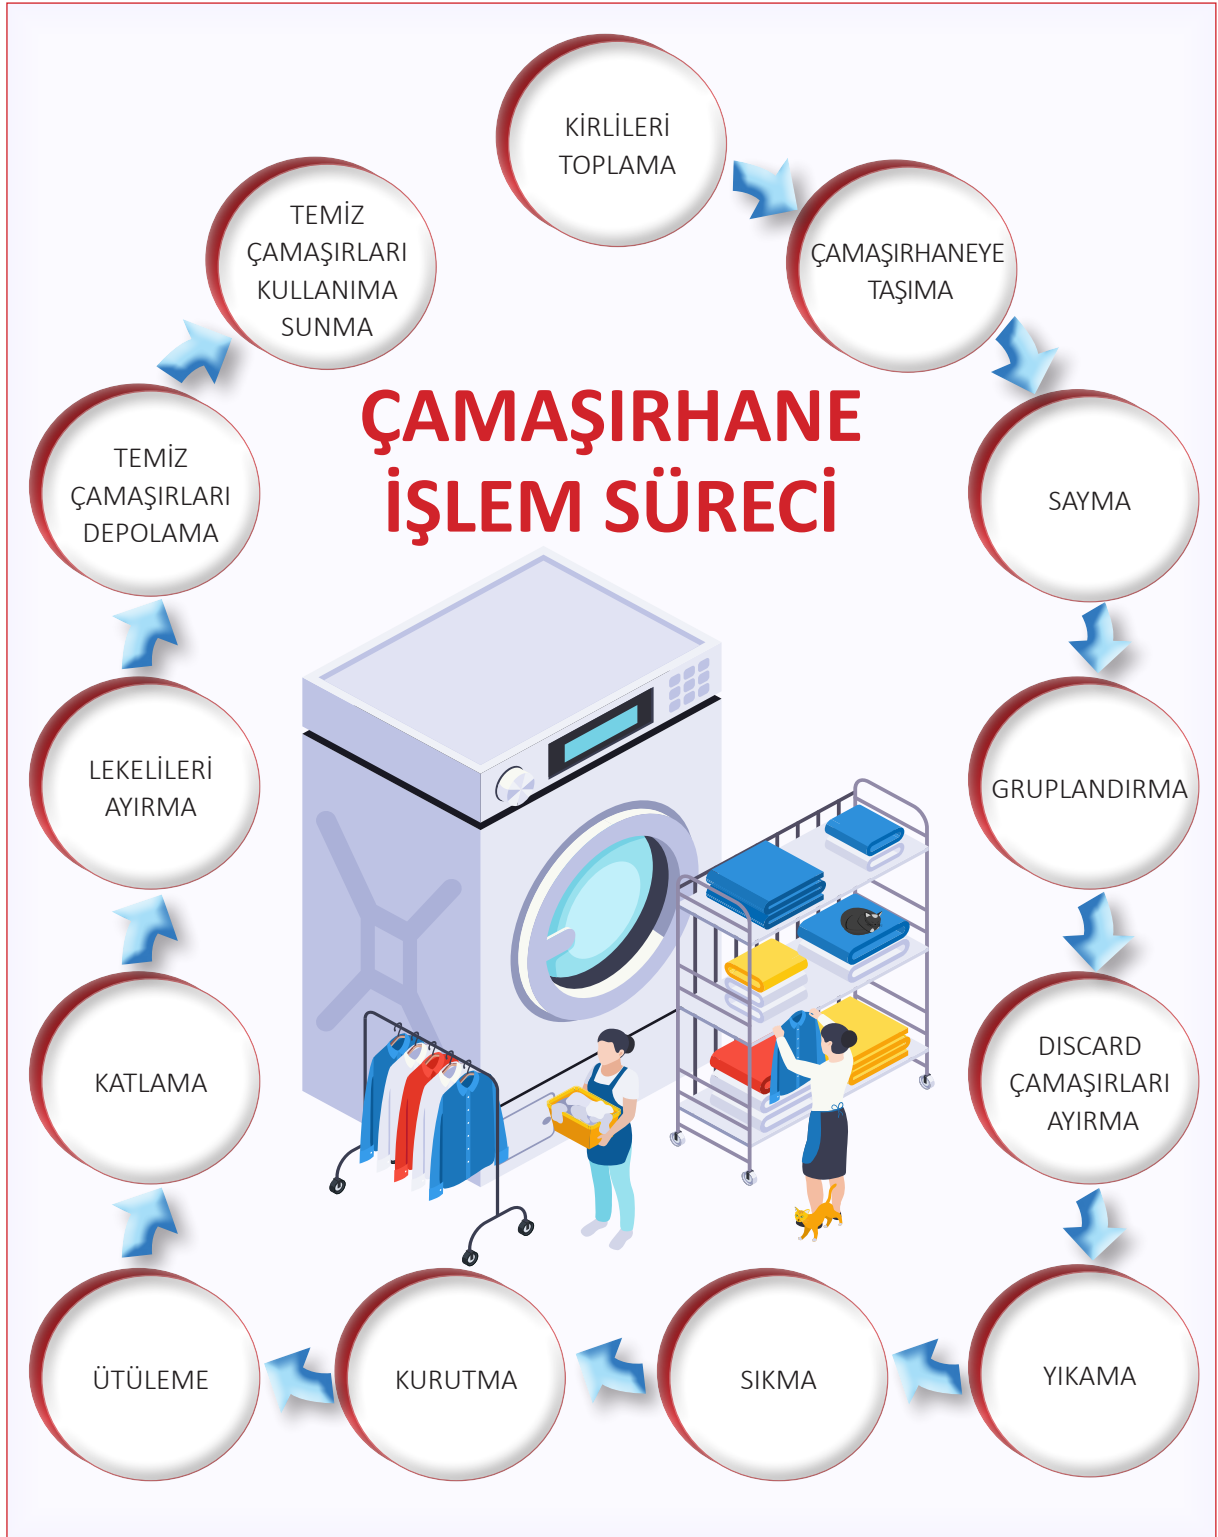 ÇAMAŞIRHANE
İŞLEM SÜRECİ
KİRLİLERİ
TOPLAMA
ÇAMAŞIRHANEYE
TAŞIMA
SAYMA
GRUPLANDIRMA
DISCARD
ÇAMAŞIRLARI
AYIRMA
YIKAMA
SIKMA
KURUTMA
ÜTÜLEME
KATLAMA
LEKELİLERİ
AYIRMA
TEMİZ
ÇAMAŞIRLARI
DEPOLAMA
TEMİZ
ÇAMAŞIRLARI
KULLANIMA
SUNMA